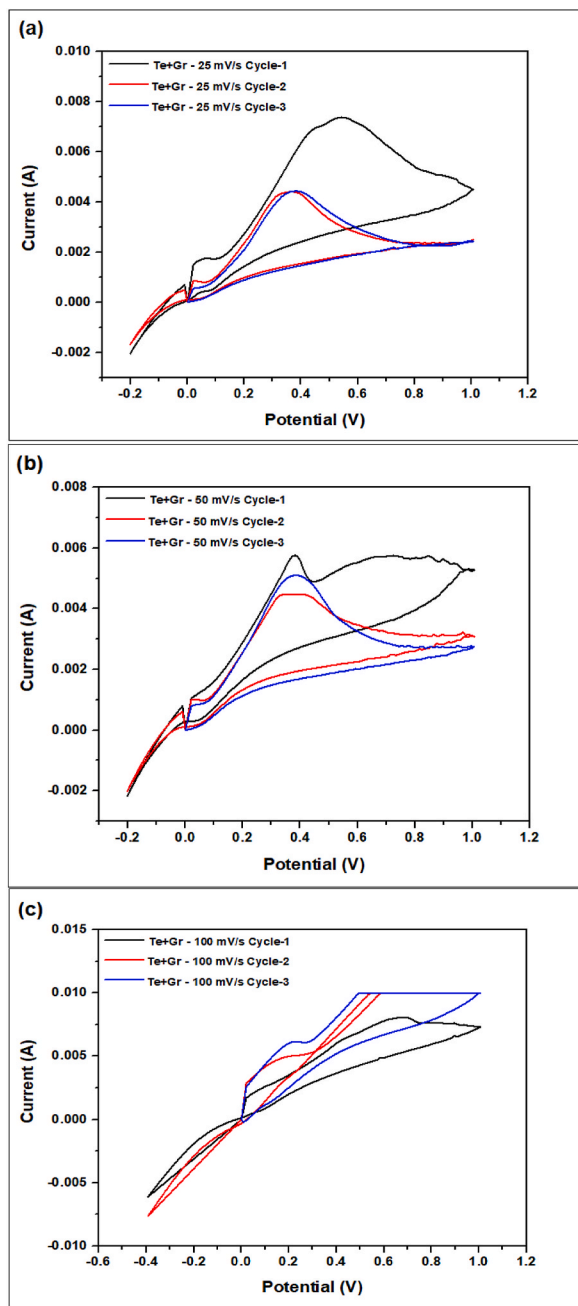 (a)
0.010
0.008
0.006
0.004
0.002
0.000
-0.002
Te+Gr - 25 mV/s Cycle-1
Te+Gr - 25 mV/s Cycle-2
Te+Gr - 25 mV/s Cycle-3
Current (A)
-0.2 0.0 0.2 0.4 0.6 0.8 1.0 1.2
Potential (V)
(b)
0.008
0.006
0.004
0.002
0.000
-0.002
Te+Gr - 50 mV/s Cycle-1
Te+Gr - 50 mV/s Cycle-2
Te+Gr - 50 mV/s Cycle-3
Current (A)
-0.2 0.0 0.2 0.4 0.6 0.8 1.0 1.2
Potential (V)
(c)
0.015
0.010
0.005
0.000
-0.005
-0.010
Te+Gr - 100 mV/s Cycle-1
Te+Gr - 100 mV/s Cycle-2
Te+Gr - 100 mV/s Cycle-3
Current (A)
-0.6 -0.4 -0.2 0.0 0.2 0.4 0.6 0.8 1.0 1.2
Potential (V)